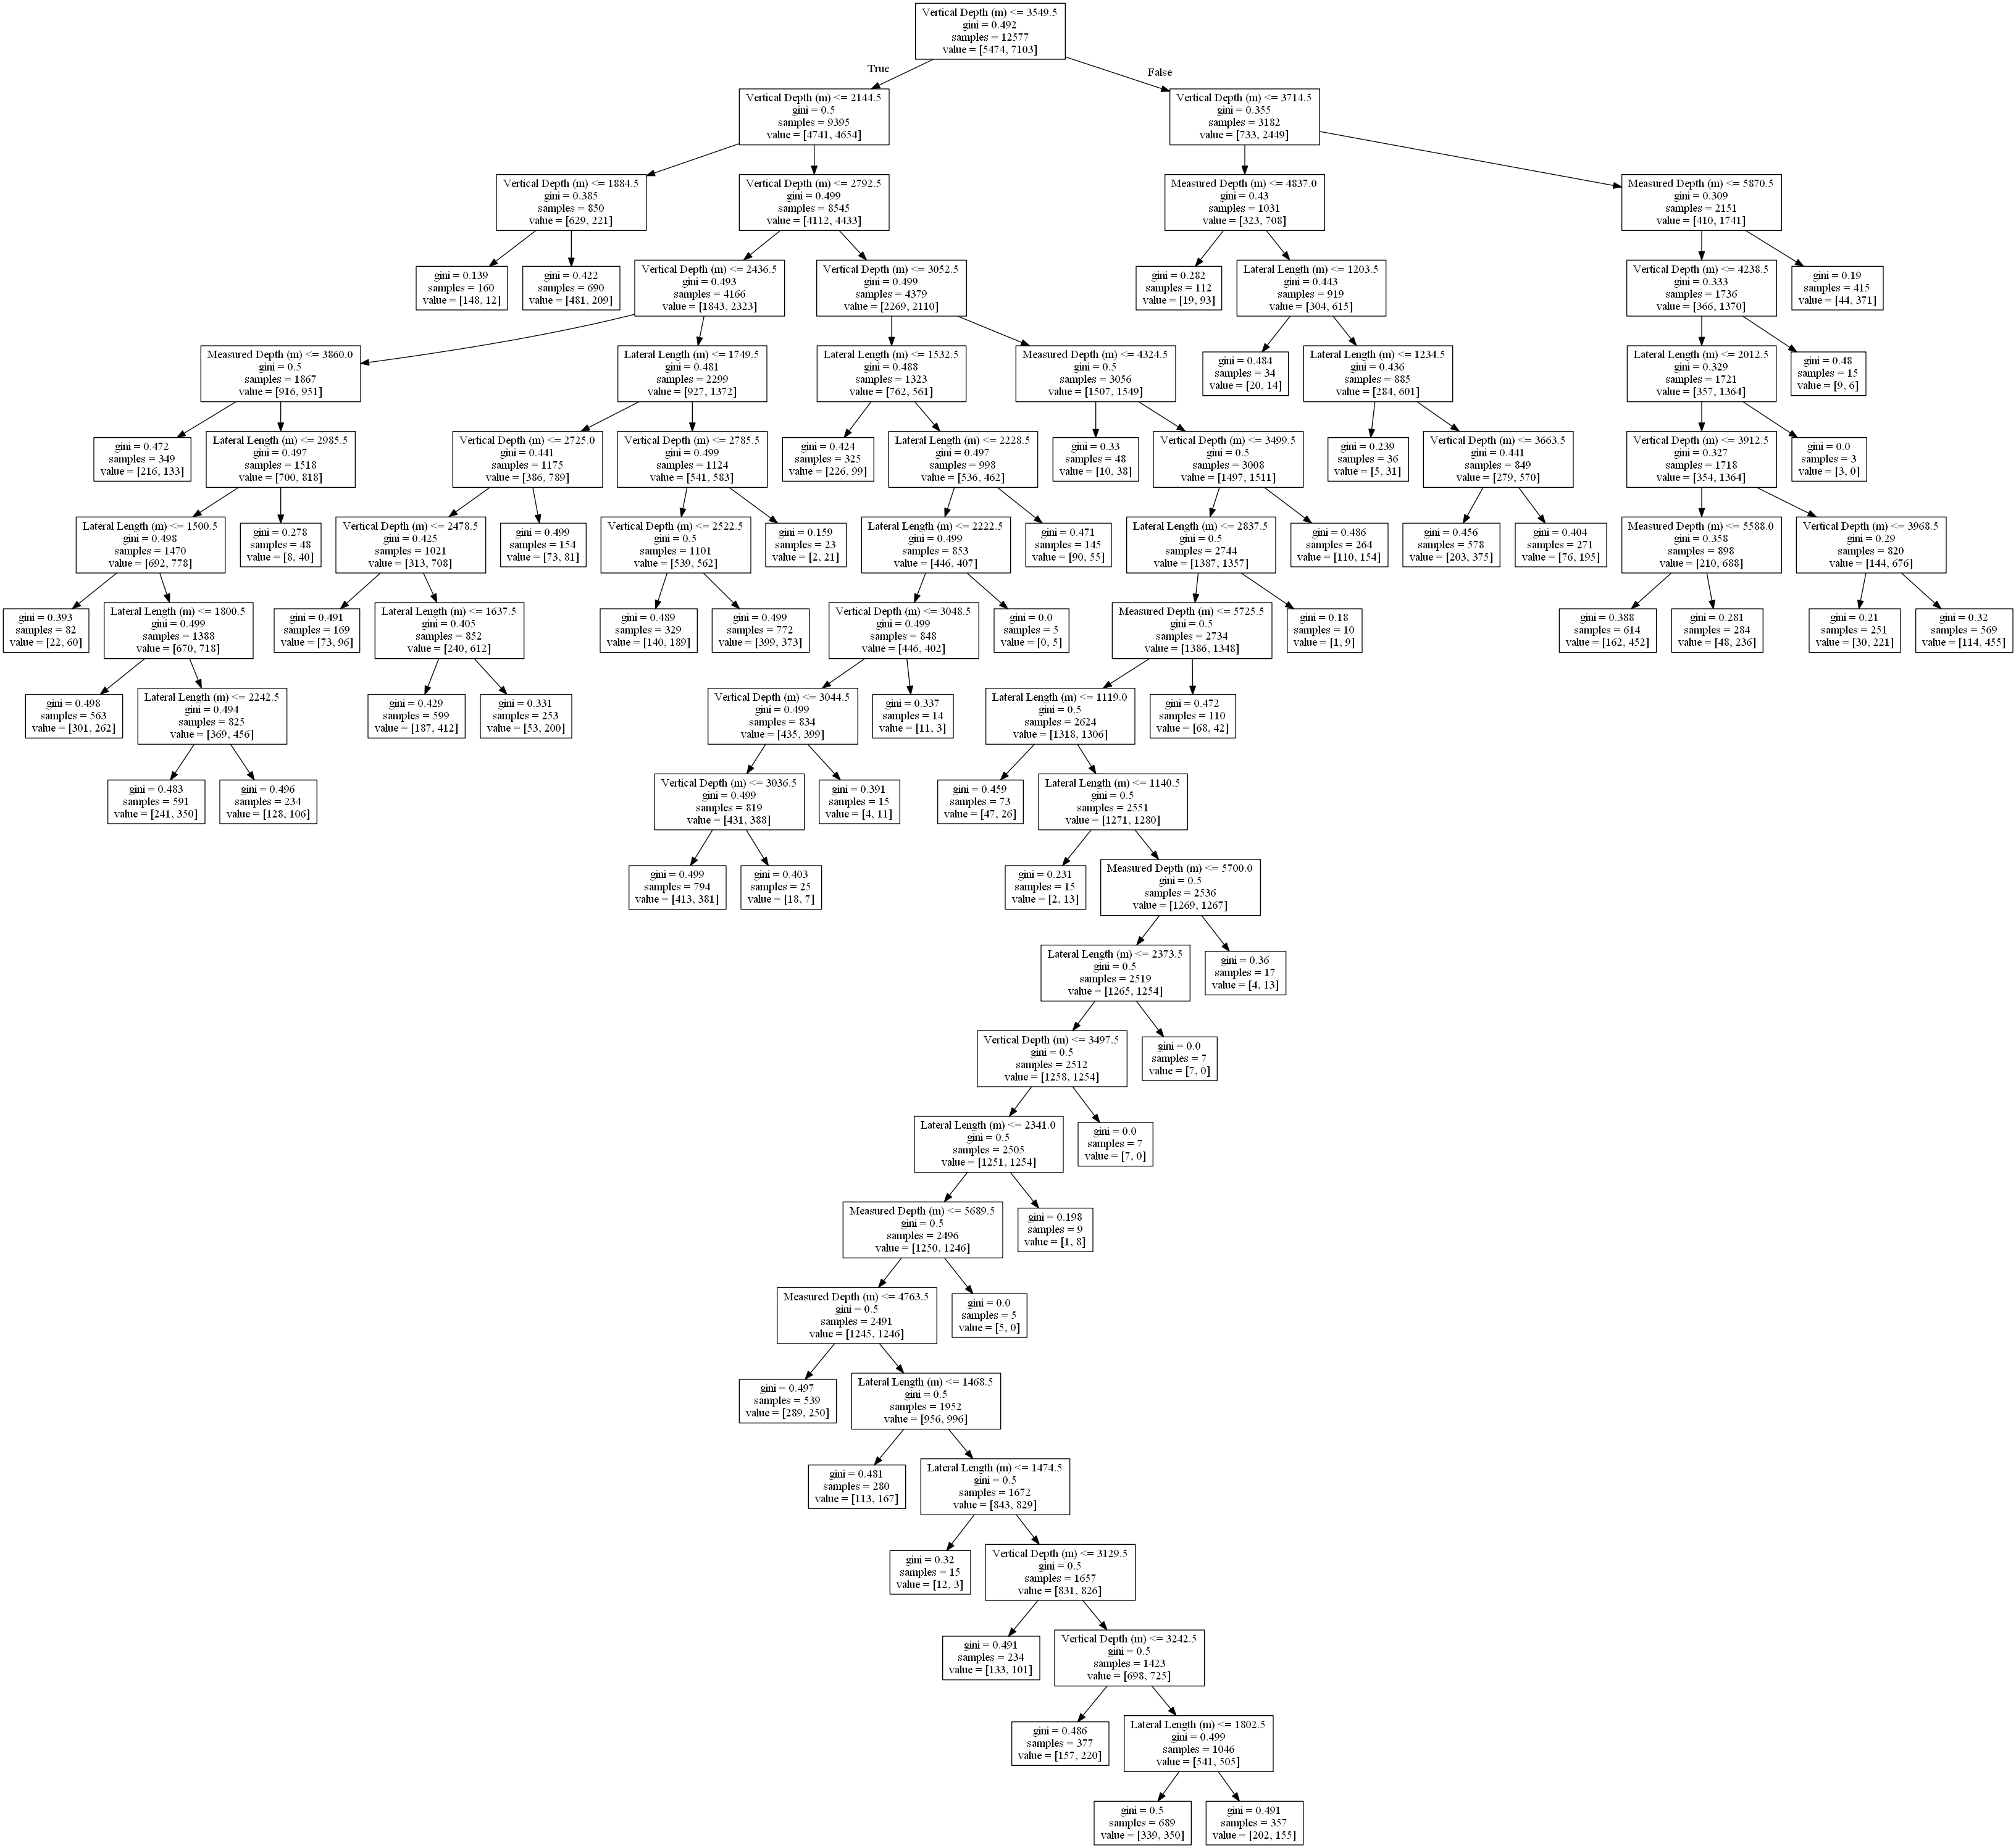 Vertical Depth (m) <= 3549.5
gini = 0.492
samples = 12577
value = [5474, 7103]
True
False
Vertical Depth (m) <= 2144.5
gini = 0.5
samples = 9395
value = [4741, 4654]
Vertical Depth (m) <= 3714.5
gini = 0.355
samples = 3182
value = [733, 2449]
Vertical Depth (m) <= 1884.5
gini = 0.385
samples = 850
value = [629, 221]
Vertical Depth (m) <= 2792.5
gini = 0.499
samples = 8545
value = [4112, 4433]
Measured Depth (m) <= 4837.0
gini = 0.43
samples = 1031
value = [323, 708]
Measured Depth (m) <= 5870.5
gini = 0.309
samples = 2151
value = [410, 1741]
gini = 0.139
samples = 160
value = [148, 12]
gini = 0.422
samples = 690
value = [481, 209]
Vertical Depth (m) <= 2436.5
gini = 0.493
samples = 4166
value = [1843, 2323]
Vertical Depth (m) <= 3052.5
gini = 0.499
samples = 4379
value = [2269, 2110]
gini = 0.282
samples = 112
value = [19, 93]
Lateral Length (m) <= 1203.5
gini = 0.443
samples = 919
value = [304, 615]
Vertical Depth (m) <= 4238.5
gini = 0.333
samples = 1736
value = [366, 1370]
gini = 0.19
samples = 415
value = [44, 371]
Measured Depth (m) <= 3860.0
gini = 0.5
samples = 1867
value = [916, 951]
Lateral Length (m) <= 1749.5
gini = 0.481
samples = 2299
value = [927, 1372]
Lateral Length (m) <= 1532.5
gini = 0.488
samples = 1323
value = [762, 561]
Measured Depth (m) <= 4324.5
gini = 0.5
samples = 3056
value = [1507, 1549]
gini = 0.484
samples = 34
value = [20, 14]
Lateral Length (m) <= 1234.5
gini = 0.436
samples = 885
value = [284, 601]
Lateral Length (m) <= 2012.5
gini = 0.329
samples = 1721
value = [357, 1364]
gini = 0.48
samples = 15
value = [9, 6]
gini = 0.472
samples = 349
value = [216, 133]
Lateral Length (m) <= 2985.5
gini = 0.497
samples = 1518
value = [700, 818]
Vertical Depth (m) <= 2725.0
gini = 0.441
samples = 1175
value = [386, 789]
Vertical Depth (m) <= 2785.5
gini = 0.499
samples = 1124
value = [541, 583]
gini = 0.424
samples = 325
value = [226, 99]
Lateral Length (m) <= 2228.5
gini = 0.497
samples = 998
value = [536, 462]
gini = 0.33
samples = 48
value = [10, 38]
Vertical Depth (m) <= 3499.5
gini = 0.5
samples = 3008
value = [1497, 1511]
gini = 0.239
samples = 36
value = [5, 31]
Vertical Depth (m) <= 3663.5
gini = 0.441
samples = 849
value = [279, 570]
Vertical Depth (m) <= 3912.5
gini = 0.327
samples = 1718
value = [354, 1364]
gini = 0.0
samples = 3
value = [3, 0]
Lateral Length (m) <= 1500.5
gini = 0.498
samples = 1470
value = [692, 778]
gini = 0.278
samples = 48
value = [8, 40]
Vertical Depth (m) <= 2478.5
gini = 0.425
samples = 1021
value = [313, 708]
gini = 0.499
samples = 154
value = [73, 81]
Vertical Depth (m) <= 2522.5
gini = 0.5
samples = 1101
value = [539, 562]
gini = 0.159
samples = 23
value = [2, 21]
Lateral Length (m) <= 2222.5
gini = 0.499
samples = 853
value = [446, 407]
gini = 0.471
samples = 145
value = [90, 55]
Lateral Length (m) <= 2837.5
gini = 0.5
samples = 2744
value = [1387, 1357]
gini = 0.486
samples = 264
value = [110, 154]
gini = 0.456
samples = 578
value = [203, 375]
gini = 0.404
samples = 271
value = [76, 195]
Measured Depth (m) <= 5588.0
gini = 0.358
samples = 898
value = [210, 688]
Vertical Depth (m) <= 3968.5
gini = 0.29
samples = 820
value = [144, 676]
gini = 0.393
samples = 82
value = [22, 60]
Lateral Length (m) <= 1800.5
gini = 0.499
samples = 1388
value = [670, 718]
gini = 0.491
samples = 169
value = [73, 96]
Lateral Length (m) <= 1637.5
gini = 0.405
samples = 852
value = [240, 612]
gini = 0.489
samples = 329
value = [140, 189]
gini = 0.499
samples = 772
value = [399, 373]
Vertical Depth (m) <= 3048.5
gini = 0.499
samples = 848
value = [446, 402]
gini = 0.0
samples = 5
value = [0, 5]
Measured Depth (m) <= 5725.5
gini = 0.5
samples = 2734
value = [1386, 1348]
gini = 0.18
samples = 10
value = [1, 9]
gini = 0.388
samples = 614
value = [162, 452]
gini = 0.281
samples = 284
value = [48, 236]
gini = 0.21
samples = 251
value = [30, 221]
gini = 0.32
samples = 569
value = [114, 455]
gini = 0.498
samples = 563
value = [301, 262]
Lateral Length (m) <= 2242.5
gini = 0.494
samples = 825
value = [369, 456]
gini = 0.429
samples = 599
value = [187, 412]
gini = 0.331
samples = 253
value = [53, 200]
Vertical Depth (m) <= 3044.5
gini = 0.499
samples = 834
value = [435, 399]
gini = 0.337
samples = 14
value = [11, 3]
Lateral Length (m) <= 1119.0
gini = 0.5
samples = 2624
value = [1318, 1306]
gini = 0.472
samples = 110
value = [68, 42]
gini = 0.483
samples = 591
value = [241, 350]
gini = 0.496
samples = 234
value = [128, 106]
Vertical Depth (m) <= 3036.5
gini = 0.499
samples = 819
value = [431, 388]
gini = 0.391
samples = 15
value = [4, 11]
gini = 0.459
samples = 73
value = [47, 26]
Lateral Length (m) <= 1140.5
gini = 0.5
samples = 2551
value = [1271, 1280]
gini = 0.499
samples = 794
value = [413, 381]
gini = 0.403
samples = 25
value = [18, 7]
gini = 0.231
samples = 15
value = [2, 13]
Measured Depth (m) <= 5700.0
gini = 0.5
samples = 2536
value = [1269, 1267]
Lateral Length (m) <= 2373.5
gini = 0.5
samples = 2519
value = [1265, 1254]
gini = 0.36
samples = 17
value = [4, 13]
Vertical Depth (m) <= 3497.5
gini = 0.5
samples = 2512
value = [1258, 1254]
gini = 0.0
samples = 7
value = [7, 0]
Lateral Length (m) <= 2341.0
gini = 0.5
samples = 2505
value = [1251, 1254]
gini = 0.0
samples = 7
value = [7, 0]
Measured Depth (m) <= 5689.5
gini = 0.5
samples = 2496
value = [1250, 1246]
gini = 0.198
samples = 9
value = [1, 8]
Measured Depth (m) <= 4763.5
gini = 0.5
samples = 2491
value = [1245, 1246]
gini = 0.0
samples = 5
value = [5, 0]
gini = 0.497
samples = 539
value = [289, 250]
Lateral Length (m) <= 1468.5
gini = 0.5
samples = 1952
value = [956, 996]
gini = 0.481
samples = 280
value = [113, 167]
Lateral Length (m) <= 1474.5
gini = 0.5
samples = 1672
value = [843, 829]
gini = 0.32
samples = 15
value = [12, 3]
Vertical Depth (m) <= 3129.5
gini = 0.5
samples = 1657
value = [831, 826]
gini = 0.491
samples = 234
value = [133, 101]
Vertical Depth (m) <= 3242.5
gini = 0.5
samples = 1423
value = [698, 725]
gini = 0.486
samples = 377
value = [157, 220]
Lateral Length (m) <= 1802.5
gini = 0.499
samples = 1046
value = [541, 505]
gini = 0.5
samples = 689
value = [339, 350]
gini = 0.491
samples = 357
value = [202, 155]